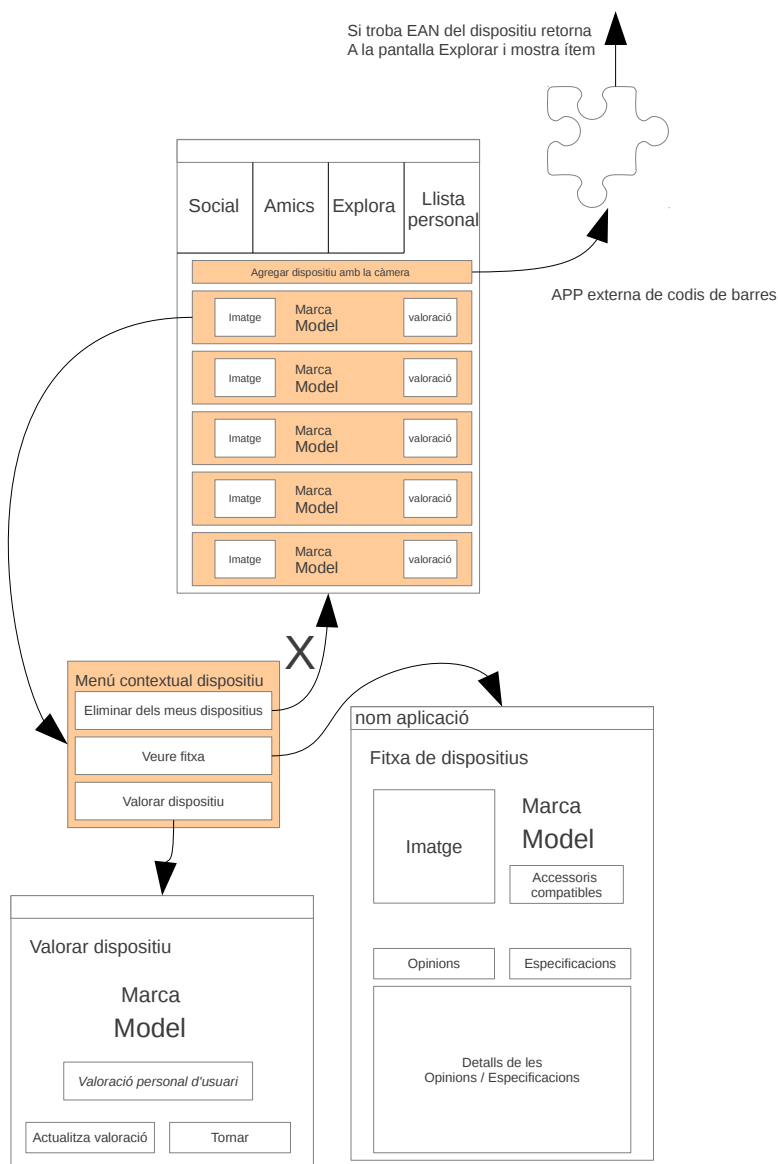 Si troba EAN del dispositiu retorna
A la pantalla Explorar i mostra ítem
Social
Amics
Explora
Llista
personal
Agregar dispositiu amb la càmera
APP externa de codis de barres
Imatge
Marca
Model
valoració
Imatge
Marca
Model
valoració
Imatge
Marca
Model
valoració
Imatge
Marca
Model
valoració
Imatge
Marca
Model
valoració
X
Menú contextual dispositiu
Eliminar dels meus dispositius
Veure fitxa
Valorar dispositiu
nom aplicació
Fitxa de dispositius
Imatge
Marca
Model
Accessoris
compatibles
Opinions
Especificacions
Detalls de les
Opinions / Especificacions
Valorar dispositiu
Marca
Model
Valoració personal d'usuari
Actualitza valoració
Tornar